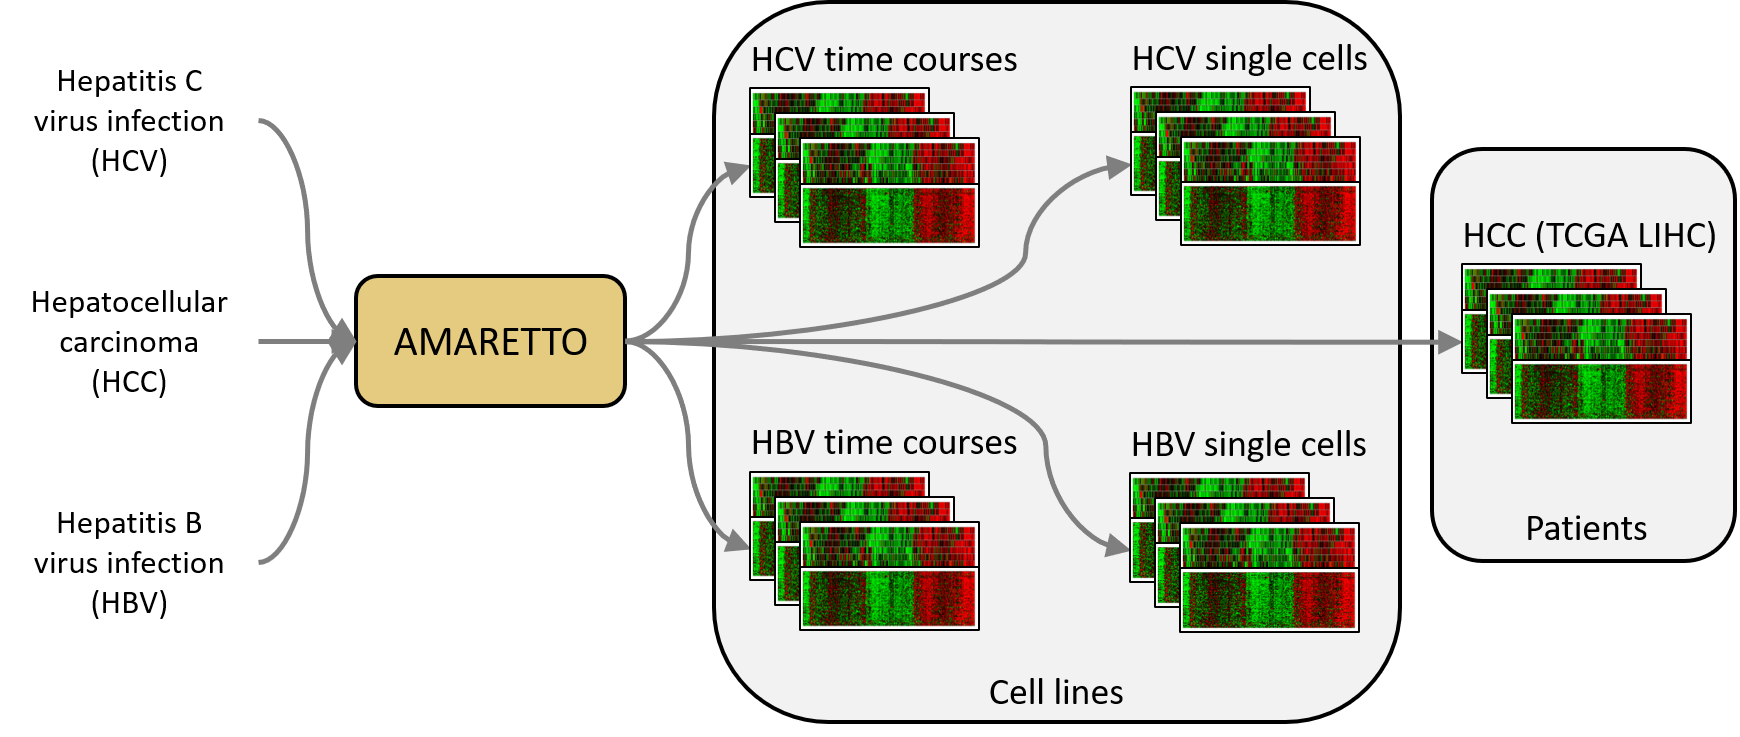 Hepatitis C
virus infection
(HCV)
Hepatocellular
carcinoma
(HCC)
Hepatitis B
virus infection
(HBV)
AMARETTO
HCV time courses
HCV single cells
HBV time courses
HBV single cells
Cell lines
HCC (TCGA LIHC)
Patients